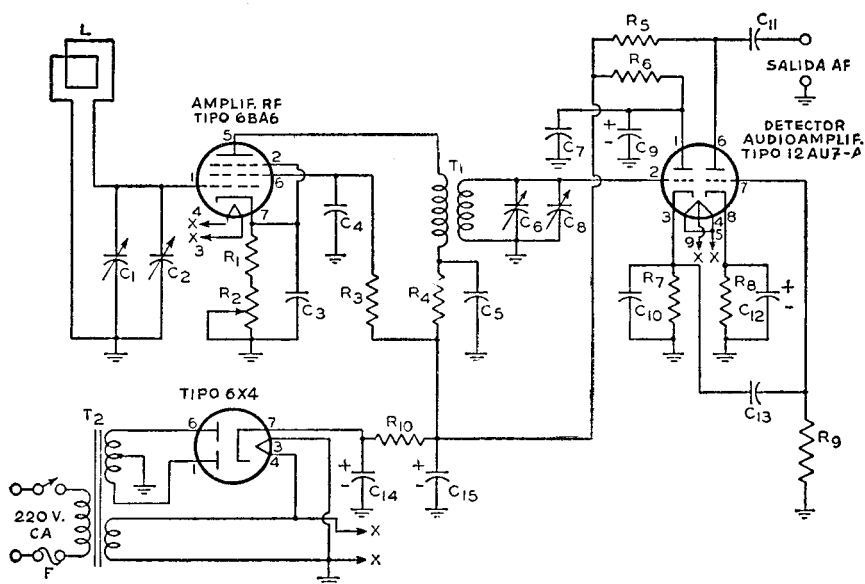 L
AMPLIF. RF
TIPO 6BA6
5
1
2
6
4
7
X
X
3
C1
C2
R1
R2
C3
C4
R3
T1
R4
C5
C6
C8
R5
R6
C11
SALIDA AF
C7
+
-
C9
DETECTOR
AUDIOAMPLIF.
TIPO 12AU7-A
1
6
2
7
3
9
4
5
8
X
X
R7
C10
R8
C12
+
-
C13
R9
TIPO 6X4
T2
6
1
7
3
4
R10
+
-
C14
+
-
C15
220 V.
CA
F
X
X